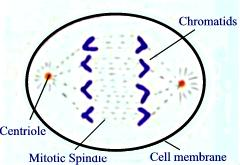 Chromatids
Centriole
Mitotic Spindle
Cell membrane